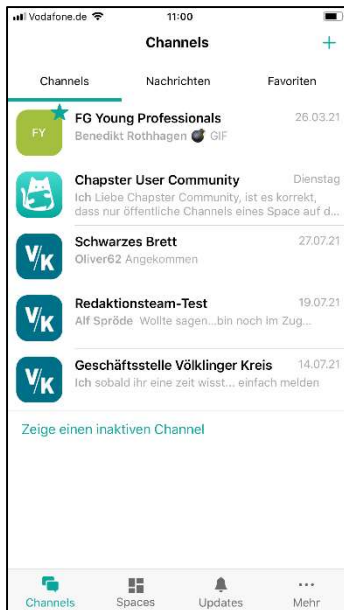 Vodafone.de 11:00
Channels +
Channels Nachrichten Favoriten
FY FG Young Professionals 26.03.21
Benedikt Rothhagen 💣 GIF
Chapster User Community Dienstag
Ich Liebe Chapster Community, ist es korrekt,
dass nur öffentliche Channels eines Space auf d...
V/K Schwarzes Brett 27.07.21
Oliver62 Angekommen
V/K Redaktionsteam-Test 19.07.21
Alf Spröde Wollte sagen...bin noch im Zug...
V/K Geschäftsstelle Völklinger Kreis 14.07.21
Ich sobald ihr eine zeit wisst... einfach melden
Zeige einen inaktiven Channel
Channels Spaces Updates Mehr